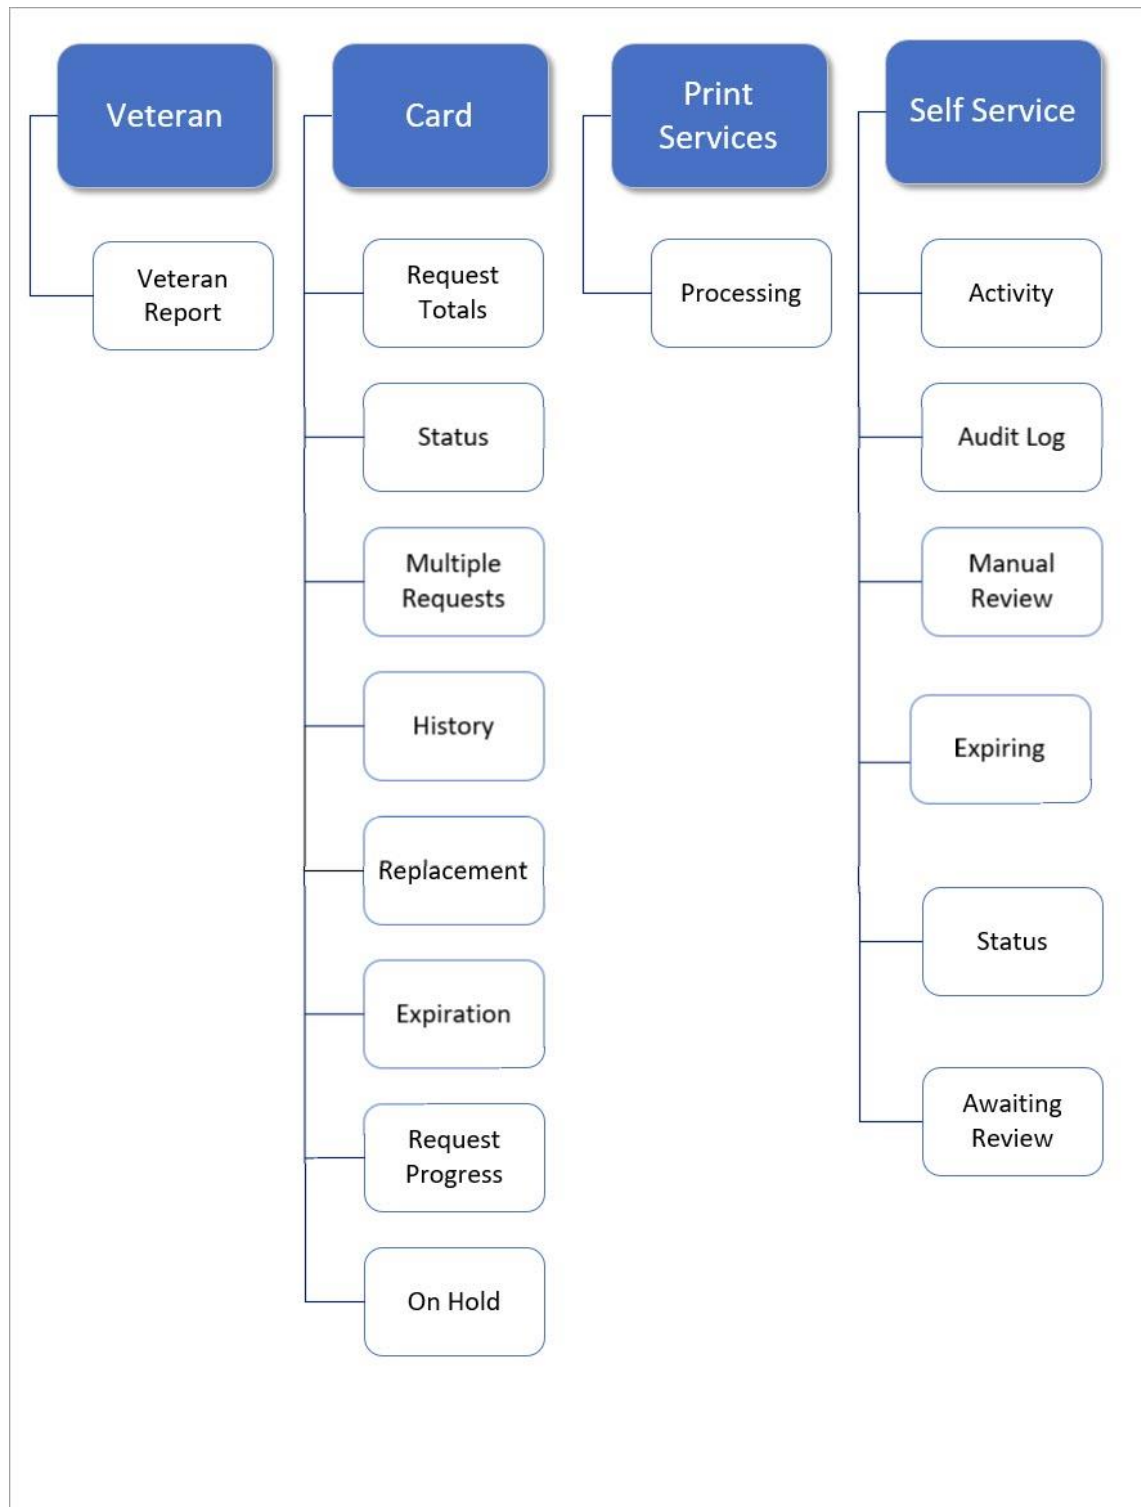 Veteran
Veteran
Report
Card
Request
Totals
Status
Multiple
Requests
History
Replacement
Expiration
Request
Progress
On Hold
Print
Services
Processing
Self Service
Activity
Audit Log
Manual
Review
Expiring
Status
Awaiting
Review